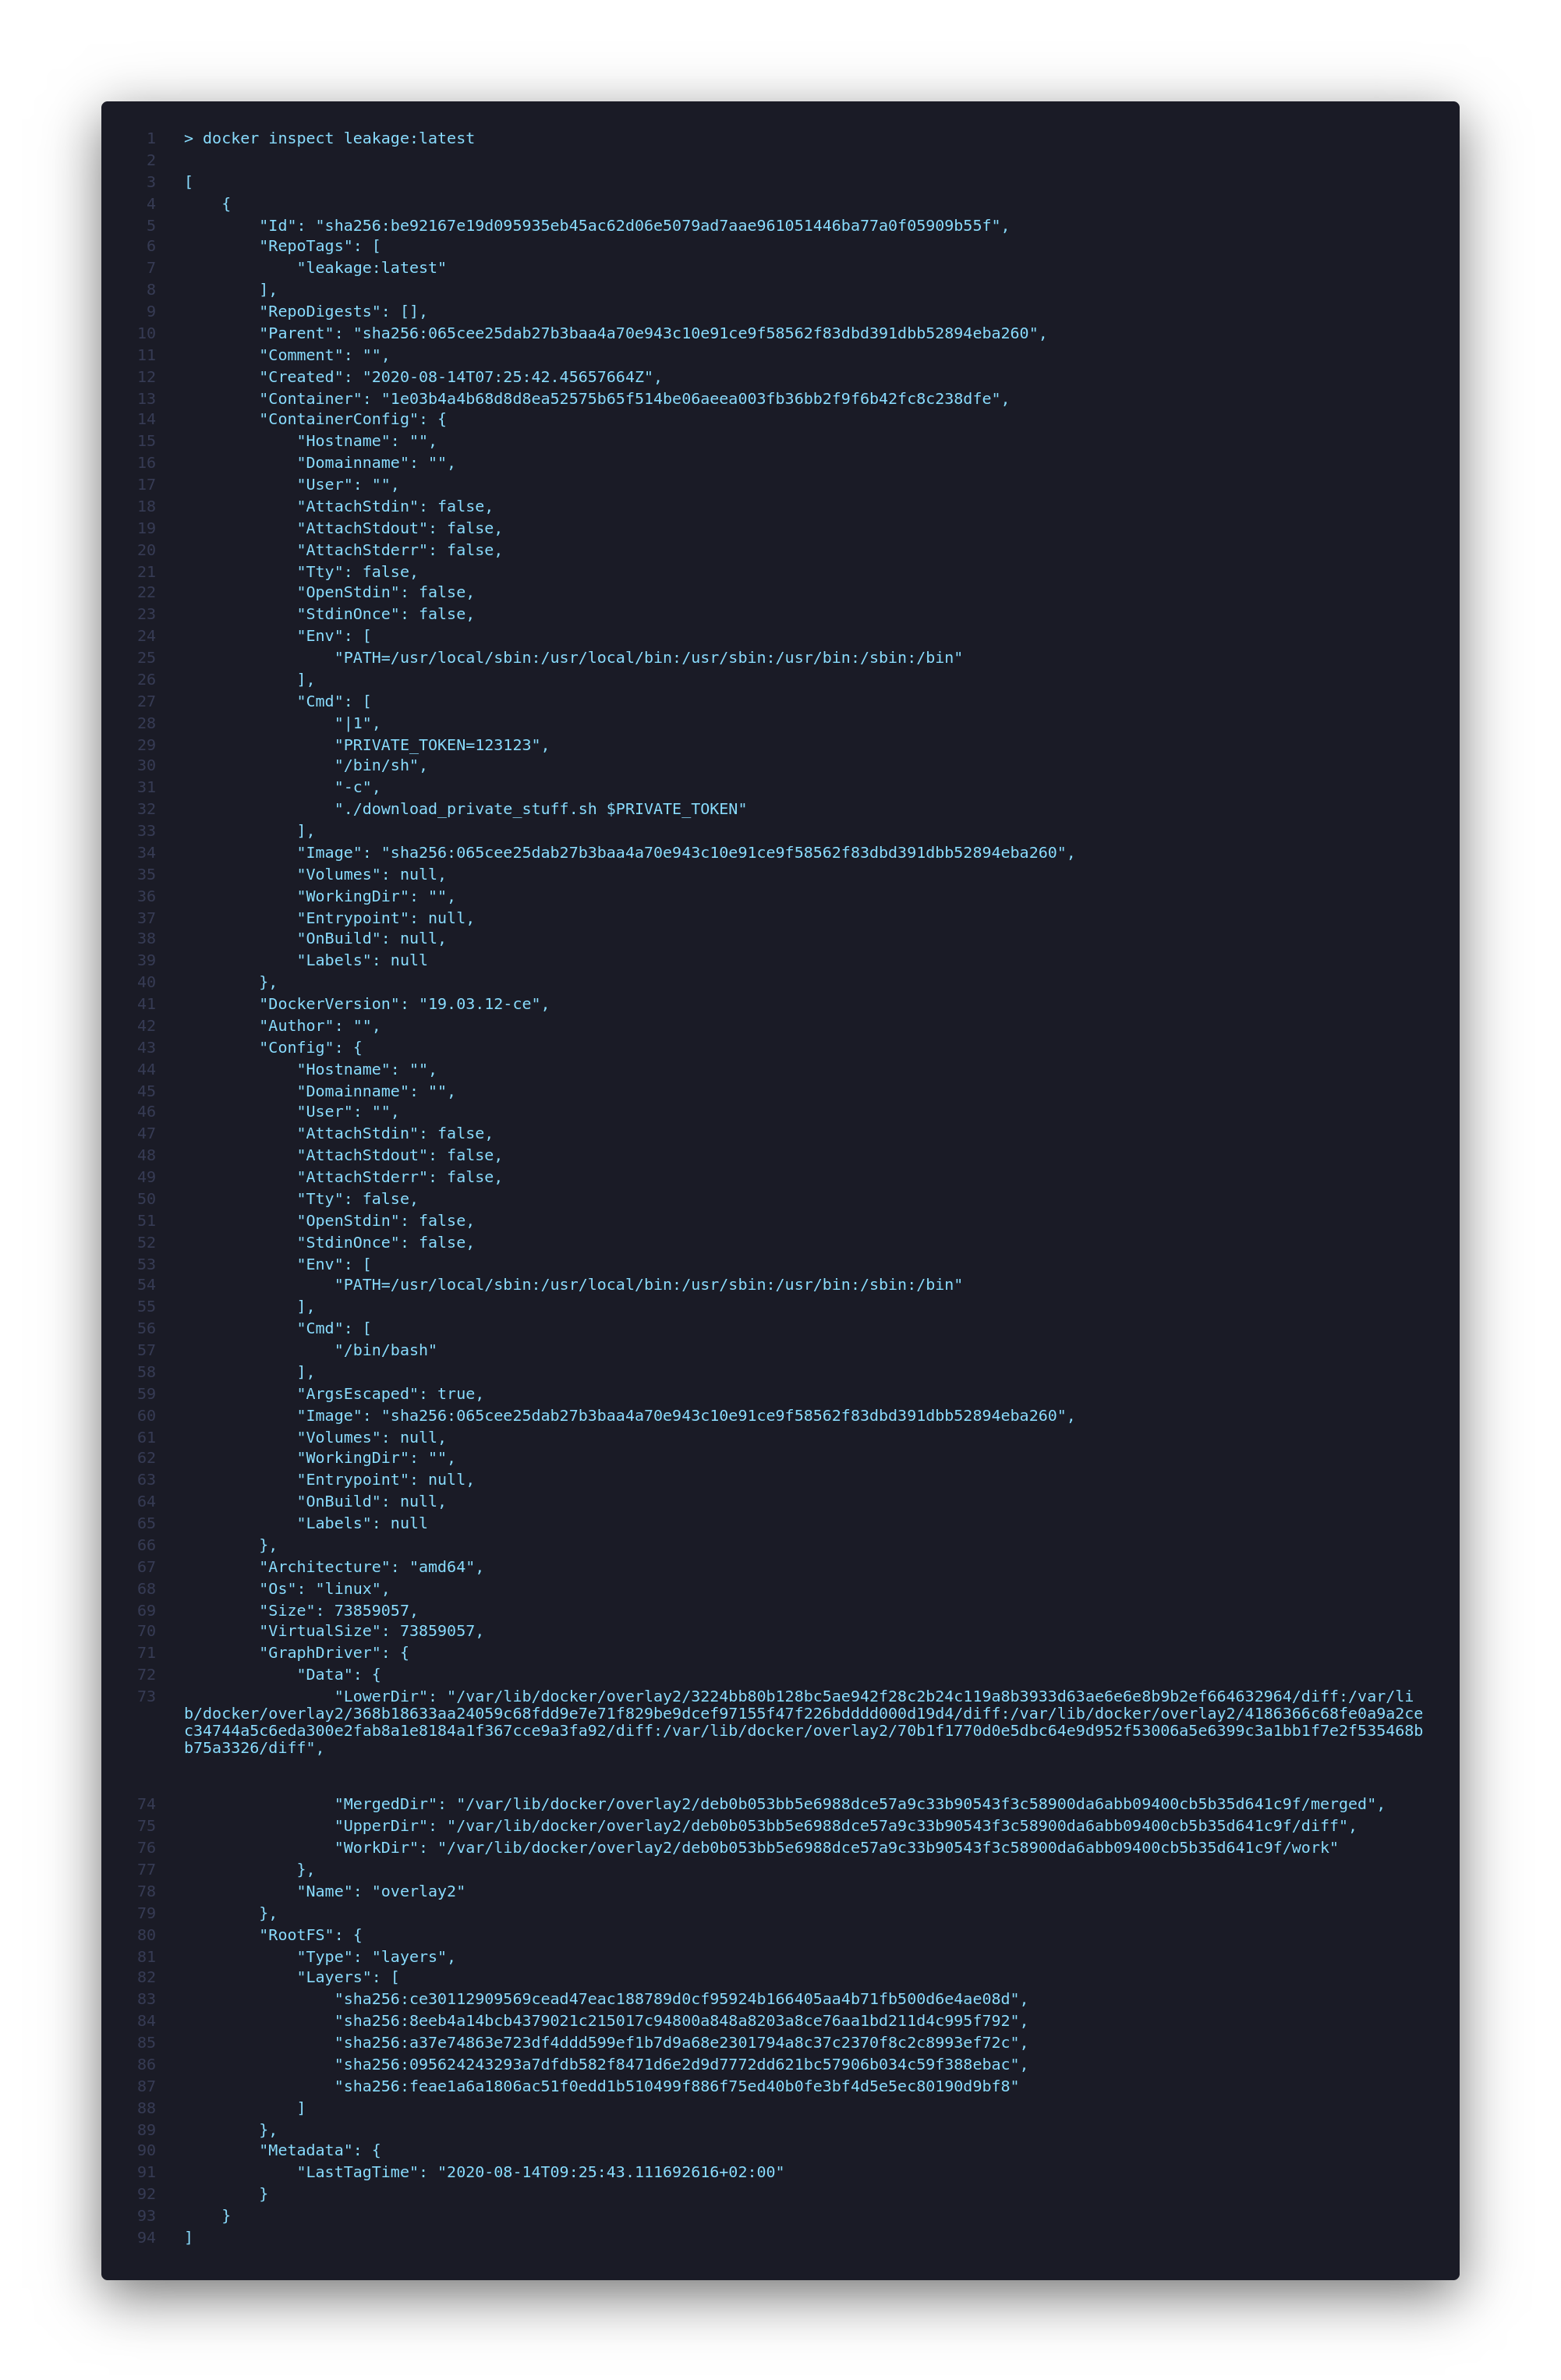 1 > docker inspect leakage:latest
2
3 [
4     {
5         "Id": "sha256:be92167e19d095935eb45ac62d06e5079ad7aae961051446ba77a0f05909b55f",
6         "RepoTags": [
7             "leakage:latest"
8         ],
9         "RepoDigests": [],
10         "Parent": "sha256:065cee25dab27b3baa4a70e943c10e91ce9f58562f83dbd391dbb52894eba260",
11         "Comment": "",
12         "Created": "2020-08-14T07:25:42.45657664Z",
13         "Container": "1e03b4a4b68d8d8ea52575b65f514be06aeea003fb36bb2f9f6b42fc8c238dfe",
14         "ContainerConfig": {
15             "Hostname": "",
16             "Domainname": "",
17             "User": "",
18             "AttachStdin": false,
19             "AttachStdout": false,
20             "AttachStderr": false,
21             "Tty": false,
22             "OpenStdin": false,
23             "StdinOnce": false,
24             "Env": [
25                 "PATH=/usr/local/sbin:/usr/local/bin:/usr/sbin:/usr/bin:/sbin:/bin"
26             ],
27             "Cmd": [
28                 "|1",
29                 "PRIVATE_TOKEN=123123",
30                 "/bin/sh",
31                 "-c",
32                 "./download_private_stuff.sh $PRIVATE_TOKEN"
33             ],
34             "Image": "sha256:065cee25dab27b3baa4a70e943c10e91ce9f58562f83dbd391dbb52894eba260",
35             "Volumes": null,
36             "WorkingDir": "",
37             "Entrypoint": null,
38             "OnBuild": null,
39             "Labels": null
40         },
41         "DockerVersion": "19.03.12-ce",
42         "Author": "",
43         "Config": {
44             "Hostname": "",
45             "Domainname": "",
46             "User": "",
47             "AttachStdin": false,
48             "AttachStdout": false,
49             "AttachStderr": false,
50             "Tty": false,
51             "OpenStdin": false,
52             "StdinOnce": false,
53             "Env": [
54                 "PATH=/usr/local/sbin:/usr/local/bin:/usr/sbin:/usr/bin:/sbin:/bin"
55             ],
56             "Cmd": [
57                 "/bin/bash"
58             ],
59             "ArgsEscaped": true,
60             "Image": "sha256:065cee25dab27b3baa4a70e943c10e91ce9f58562f83dbd391dbb52894eba260",
61             "Volumes": null,
62             "WorkingDir": "",
63             "Entrypoint": null,
64             "OnBuild": null,
65             "Labels": null
66         },
67         "Architecture": "amd64",
68         "Os": "linux",
69         "Size": 73859057,
70         "VirtualSize": 73859057,
71         "GraphDriver": {
72             "Data": {
73                 "LowerDir": "/var/lib/docker/overlay2/3224bb80b128bc5ae942f28c2b24c119a8b3933d63ae6e6e8b9b2ef664632964/diff:/var/li
b/docker/overlay2/368b18633aa24059c68fdd9e7e71f829be9dcef97155f47f226bdddd000d19d4/diff:/var/lib/docker/overlay2/4186366c68fe0a9a2ce
c34744a5c6eda300e2fab8a1e8184a1f367cce9a3fa92/diff:/var/lib/docker/overlay2/70b1f1770d0e5dbc64e9d952f53006a5e6399c3a1bb1f7e2f535468b
b75a3326/diff",
74                 "MergedDir": "/var/lib/docker/overlay2/deb0b053bb5e6988dce57a9c33b90543f3c58900da6abb09400cb5b35d641c9f/merged",
75                 "UpperDir": "/var/lib/docker/overlay2/deb0b053bb5e6988dce57a9c33b90543f3c58900da6abb09400cb5b35d641c9f/diff",
76                 "WorkDir": "/var/lib/docker/overlay2/deb0b053bb5e6988dce57a9c33b90543f3c58900da6abb09400cb5b35d641c9f/work"
77             },
78             "Name": "overlay2"
79         },
80         "RootFS": {
81             "Type": "layers",
82             "Layers": [
83                 "sha256:ce30112909569cead47eac188789d0cf95924b166405aa4b71fb500d6e4ae08d",
84                 "sha256:8eeb4a14bcb4379021c215017c94800a848a8203a8ce76aa1bd211d4c995f792",
85                 "sha256:a37e74863e723df4ddd599ef1b7d9a68e2301794a8c37c2370f8c2c8993ef72c",
86                 "sha256:095624243293a7dfdb582f8471d6e2d9d7772dd621bc57906b034c59f388ebac",
87                 "sha256:feae1a6a1806ac51f0edd1b510499f886f75ed40b0fe3bf4d5e5ec80190d9bf8"
88             ]
89         },
90         "Metadata": {
91             "LastTagTime": "2020-08-14T09:25:43.111692616+02:00"
92         }
93     }
94 ]